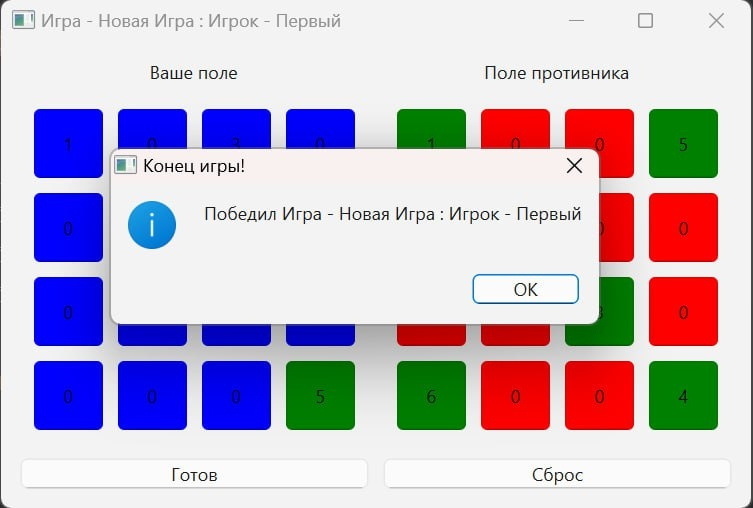 Игра - Новая Игра : Игрок - Первый
Ваше поле
Поле противника
1 0 3 0 1 0 0 5
Конец игры!
0 0 0
Победил Игра - Новая Игра : Игрок - Первый
OK
0 0
0 0 0 5 6 0 0 4
Готов
Сброс